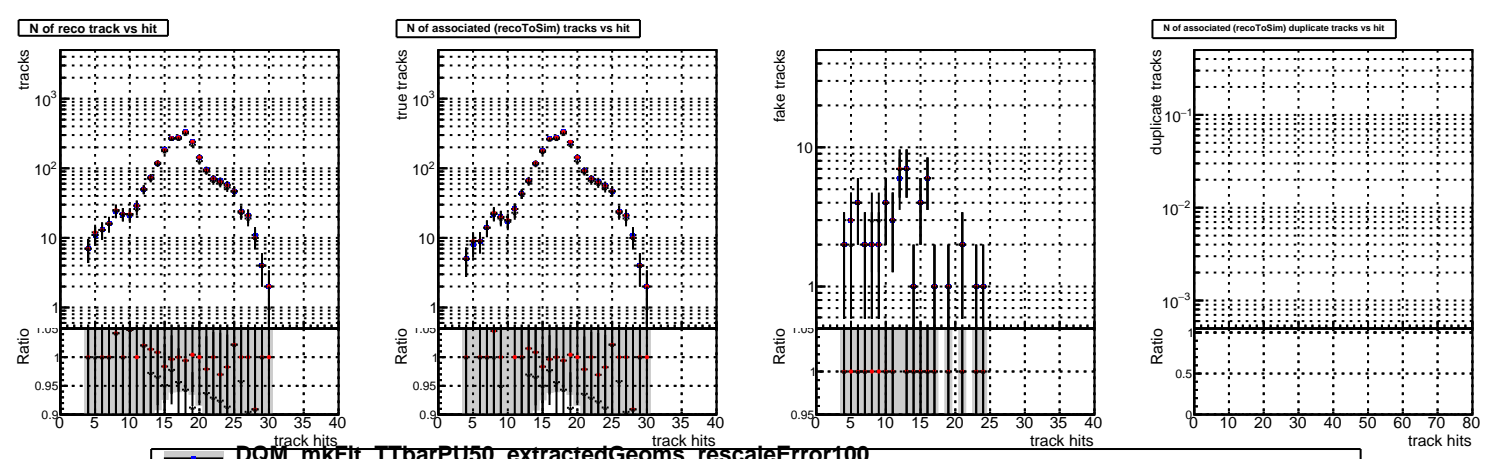 N of reco track vs hit
N of associated (recoToSim) tracks vs hit
N of associated (recoToSim) duplicate tracks vs hit
tracks
10³
10²
10
1
Ratio
1.05
1
0.95
0.9
0 5 10 15 20 25 30 35 40
track hits
true tracks
10³
10²
10
1
Ratio
1.05
1
0.95
0.9
0 5 10 15 20 25 30 35 40
track hits
fake tracks
10
1
Ratio
1.05
1
0.95
0 5 10 15 20 25 30 35 40
track hits
duplicate tracks
10⁻¹
10⁻²
10⁻³
Ratio
1
0.5
0
0 10 20 30 40 50 60 70 80
track hits
DQM_mkFit_TTbarPU50_extractedGeoms_rescaleError100